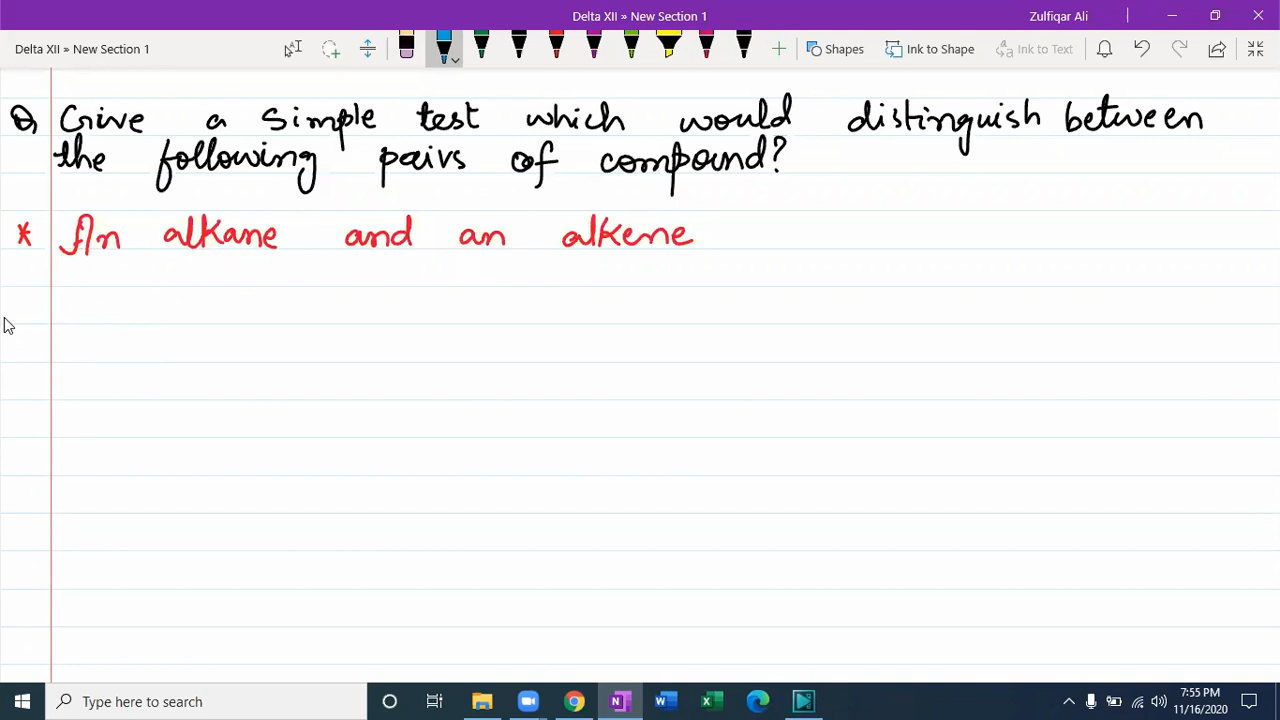 Delta XII » New Section 1
Zulfiqar Ali
Delta XII » New Section 1
Shapes
Ink to Shape
Ink to Text
Q, Give a simple test which would distinguish between
the following pairs of compound?
* An alkane and an alkene
Type here to search
7:55 PM
11/16/2020